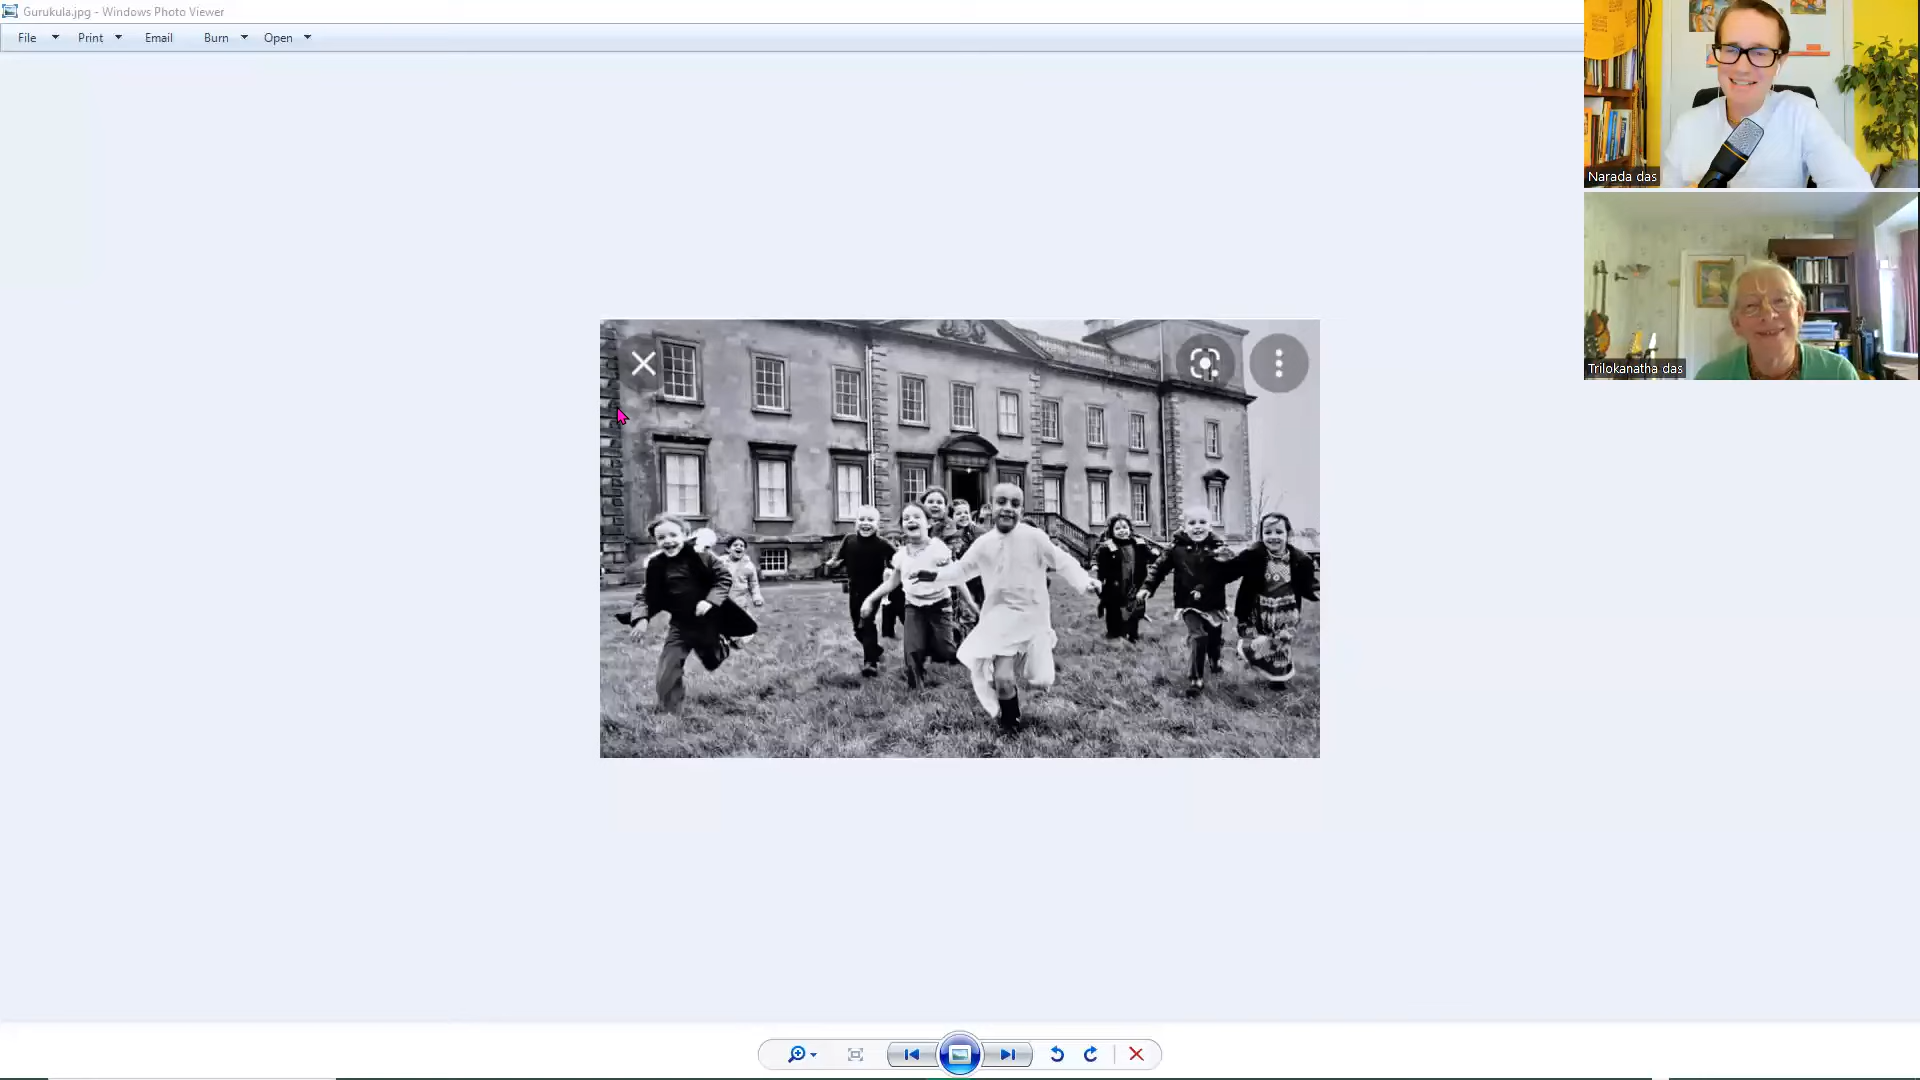 Gurukula.jpg - Windows Photo Viewer
File Print Email Burn Open
Narada das
Trilokanatha das